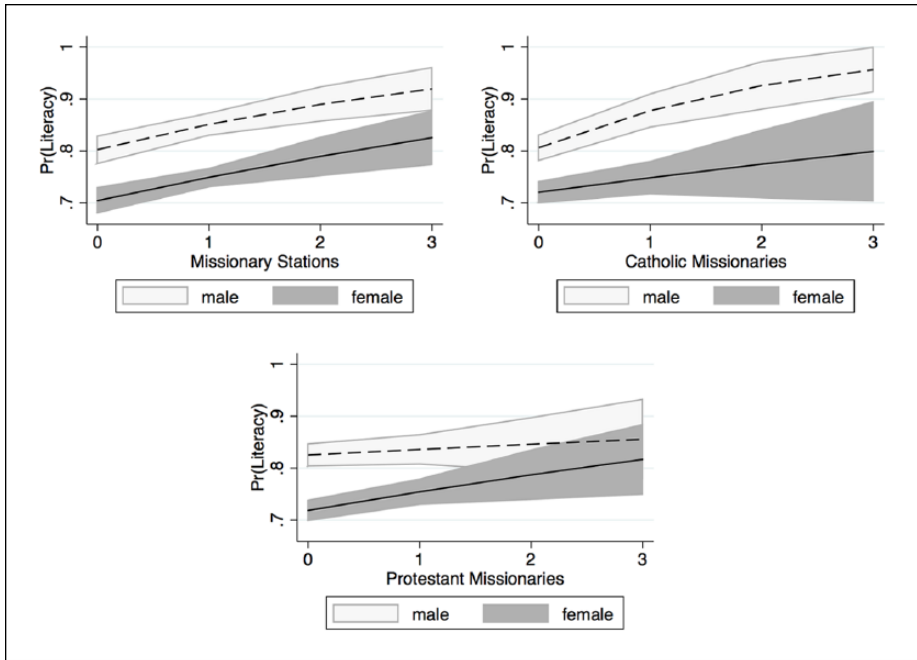 Pr(Literacy)
1
.9
.8
.7
0 1 2 3
Missionary Stations
male female
Pr(Literacy)
1
.9
.8
.7
0 1 2 3
Catholic Missionaries
male female
Pr(Literacy)
1
.9
.8
.7
0 1 2 3
Protestant Missionaries
male female